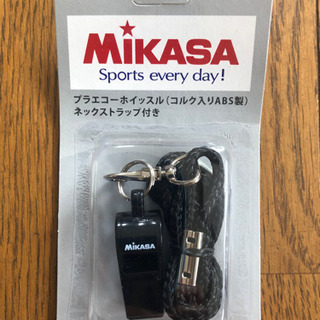 MIKASA
Sports every day!
プラエコーホイッスル(コルク入りABS製)
ネックストラップ付き
MIKASA